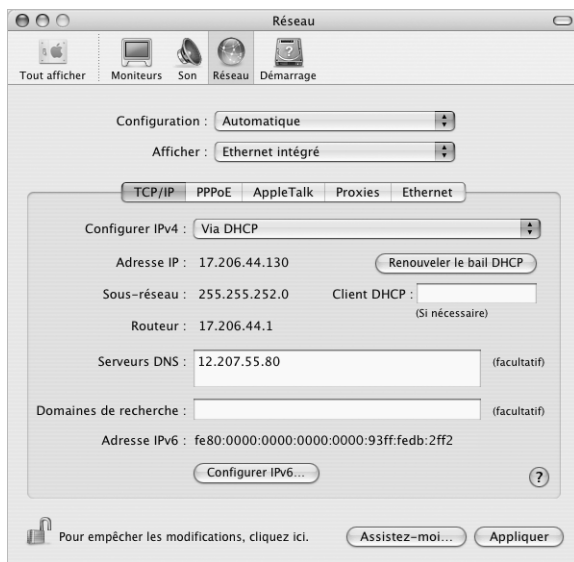 Réseau
Tout afficher Moniteurs Son Réseau Démarrage
Configuration : Automatique
Afficher : Ethernet intégré
TCP/IP PPPoE AppleTalk Proxies Ethernet
Configurer IPv4 : Via DHCP
Adresse IP : 17.206.44.130 Renouveler le bail DHCP
Sous-réseau : 255.255.252.0 Client DHCP :
(Si nécessaire)
Routeur : 17.206.44.1
Serveurs DNS : 12.207.55.80 (facultatif)
Domaines de recherche : (facultatif)
Adresse IPv6 : fe80:0000:0000:0000:0000:93ff:fedb:2ff2
Configurer IPv6... ?
Pour empêcher les modifications, cliquez ici. Assistez-moi... Appliquer